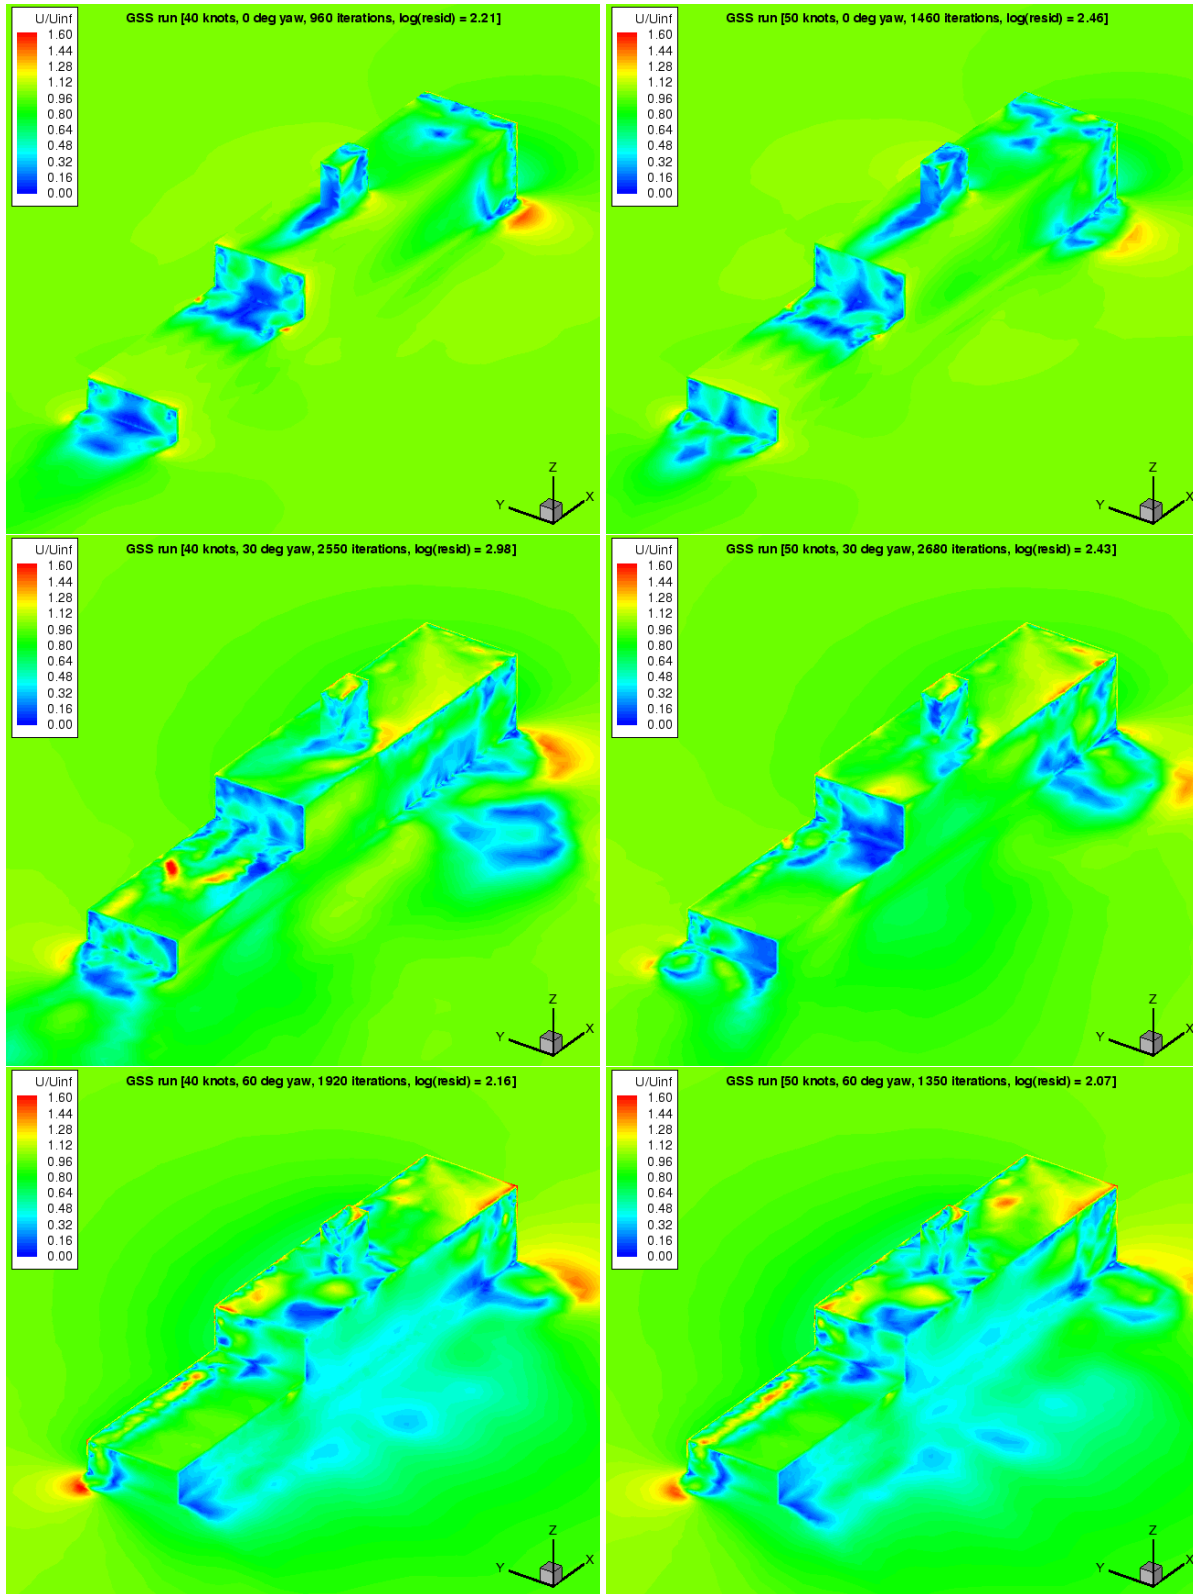 U/Uinf
1.60
1.44
1.28
1.12
0.96
0.80
0.64
0.48
0.32
0.16
0.00
GSS run [40 knots, 0 deg yaw, 960 iterations, log(resid) = 2.21]
Z
Y
X
U/Uinf
1.60
1.44
1.28
1.12
0.96
0.80
0.64
0.48
0.32
0.16
0.00
GSS run [50 knots, 0 deg yaw, 1460 iterations, log(resid) = 2.46]
Z
Y
X
U/Uinf
1.60
1.44
1.28
1.12
0.96
0.80
0.64
0.48
0.32
0.16
0.00
GSS run [40 knots, 30 deg yaw, 2550 iterations, log(resid) = 2.98]
Z
Y
X
U/Uinf
1.60
1.44
1.28
1.12
0.96
0.80
0.64
0.48
0.32
0.16
0.00
GSS run [50 knots, 30 deg yaw, 2680 iterations, log(resid) = 2.43]
Z
Y
X
U/Uinf
1.60
1.44
1.28
1.12
0.96
0.80
0.64
0.48
0.32
0.16
0.00
GSS run [40 knots, 60 deg yaw, 1920 iterations, log(resid) = 2.16]
Z
Y
X
U/Uinf
1.60
1.44
1.28
1.12
0.96
0.80
0.64
0.48
0.32
0.16
0.00
GSS run [50 knots, 60 deg yaw, 1350 iterations, log(resid) = 2.07]
Z
Y
X